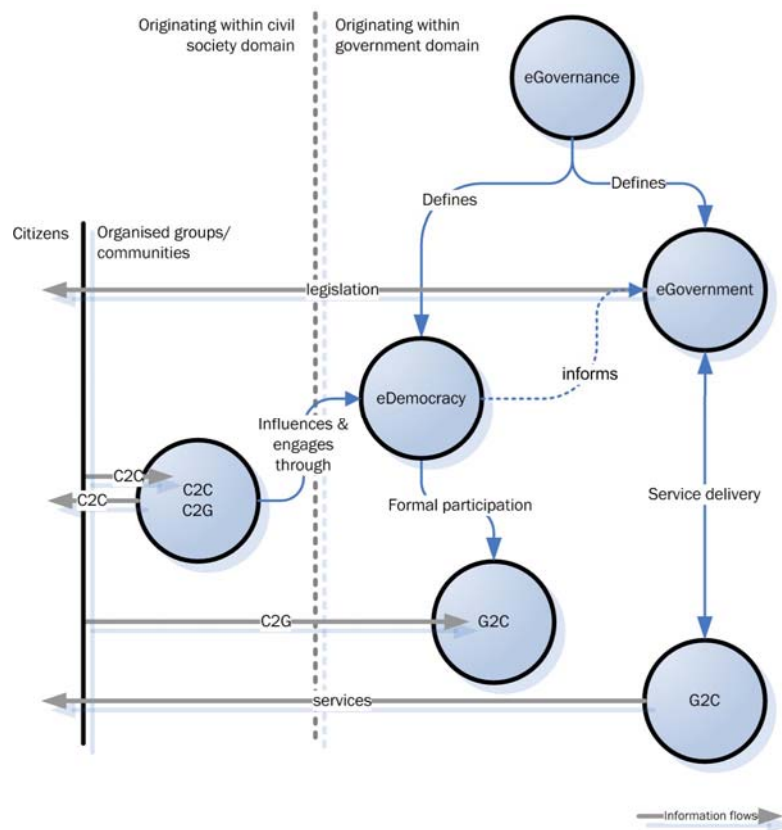 Originating within civil
society domain
Originating within
government domain
eGovernance
Defines
Defines
Citizens
Organised groups/
communities
legislation
eGovernment
eDemocracy
informs
Influences &
engages
through
C2C
C2C
C2C
C2G
Formal participation
Service delivery
C2G
G2C
G2C
services
Information flows